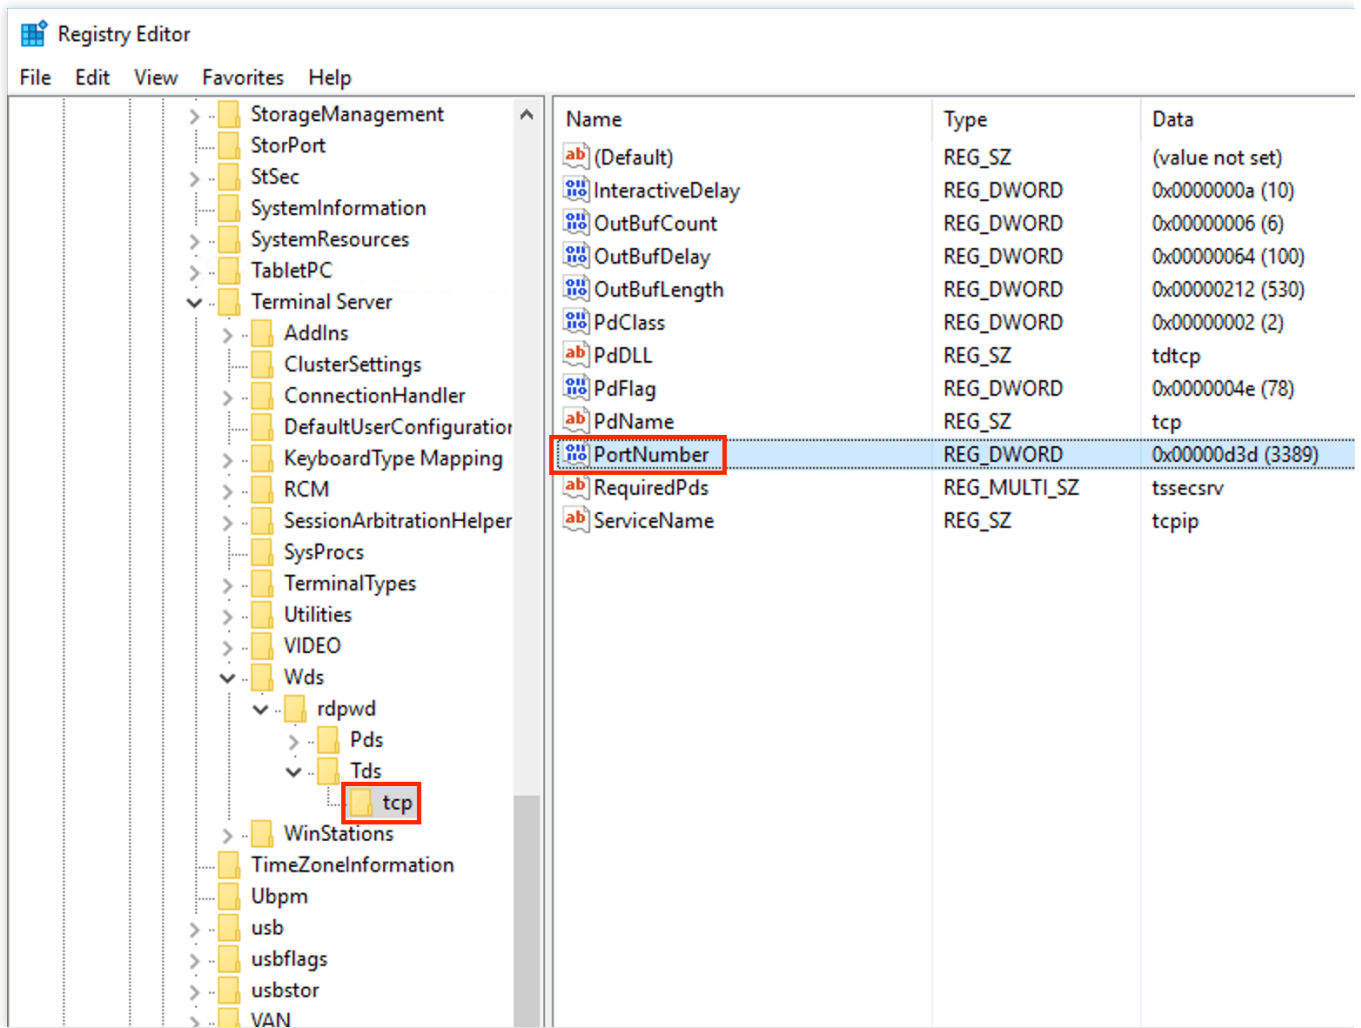 Registry Editor
File Edit View Favorites Help
StorageManagement
StorPort
StSec
SystemInformation
SystemResources
TabletPC
Terminal Server
AddIns
ClusterSettings
ConnectionHandler
DefaultUserConfiguration
KeyboardType Mapping
RCM
SessionArbitrationHelper
SysProcs
TerminalTypes
Utilities
VIDEO
Wds
rdpwd
Pds
Tds
tcp
WinStations
TimeZoneInformation
Ubpm
usb
usbflags
usbstor
VAN
Name Type Data
(Default) REG_SZ (value not set)
InteractiveDelay REG_DWORD 0x0000000a (10)
OutBufCount REG_DWORD 0x00000006 (6)
OutBufDelay REG_DWORD 0x00000064 (100)
OutBufLength REG_DWORD 0x00000212 (530)
PdClass REG_DWORD 0x00000002 (2)
PdDLL REG_SZ tdtcp
PdFlag REG_DWORD 0x0000004e (78)
PdName REG_SZ tcp
PortNumber REG_DWORD 0x00000d3d (3389)
RequiredPds REG_MULTI_SZ tssecsrv
ServiceName REG_SZ tcpip